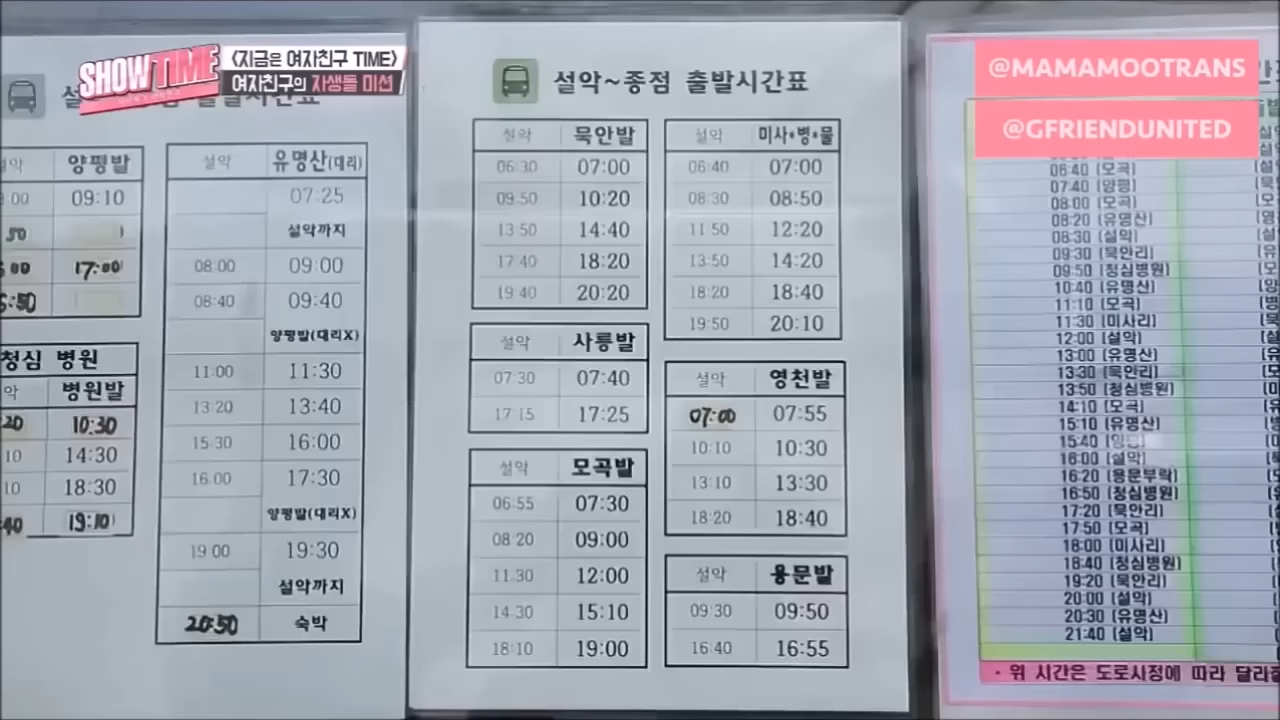 SHOWTIME
<지금은 여자친구 TIME>
여자친구의 자생돌 미션
@MAMAMOOTRANS
@GFRIENDUNITED
양평발
09:10
17:00
청심 병원
병원발
10:30
14:30
18:30
19:10
설악 유명산(대리)
07:25
설악까지
08:00 09:00
08:40 09:40
양평발(대리X)
11:00 11:30
13:20 13:40
15:30 16:00
16:00 17:30
양평발(대리X)
19:00 19:30
설악까지
20:50 숙박
설악~종점 출발시간표
설악 묵안발
06:30 07:00
09:50 10:20
13:50 14:40
17:40 18:20
19:40 20:20
설악 사룡발
07:30 07:40
17:15 17:25
설악 모곡발
06:55 07:30
08:20 09:00
11:30 12:00
14:30 15:10
18:10 19:00
설악 미사•병•물
06:40 07:00
08:30 08:50
11:50 12:20
13:50 14:20
18:20 18:40
19:50 20:10
설악 영천발
07:00 07:55
10:10 10:30
13:10 13:30
18:20 18:40
설악 용문발
09:30 09:50
16:40 16:55
06:40 (모곡)
07:40 (양평)
08:00 (모곡)
08:20 (유명산)
08:30 (설악)
09:30 (묵안리)
09:50 (청심병원)
10:40 (유명산)
11:10 (모곡)
11:30 (미사리)
12:00 (설악)
13:00 (유명산)
13:30 (묵안리)
13:50 (청심병원)
14:10 (모곡)
15:10 (유명산)
15:40
16:00 (설악)
16:20 (용문부락)
16:50 (청심병원)
17:20 (묵안리)
17:50 (모곡)
18:00 (미사리)
18:40 (청심병원)
19:20 (묵안리)
20:00 (설악)
20:30 (유명산)
21:40 (설악)
· 위 시간은 도로사정에 따라 달라질